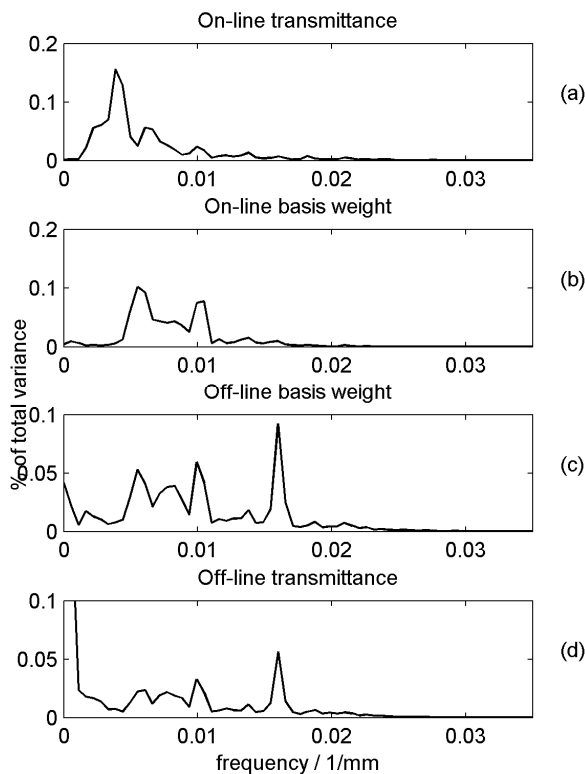 On-line transmittance
0.2
0.1
0
0 0.01 0.02 0.03
(a)
On-line basis weight
0.2
0.1
0
0 0.01 0.02 0.03
(b)
% of total variance
Off-line basis weight
0.1
0.05
0
0 0.01 0.02 0.03
(c)
Off-line transmittance
0.1
0.05
0
0 0.01 0.02 0.03
(d)
frequency / 1/mm